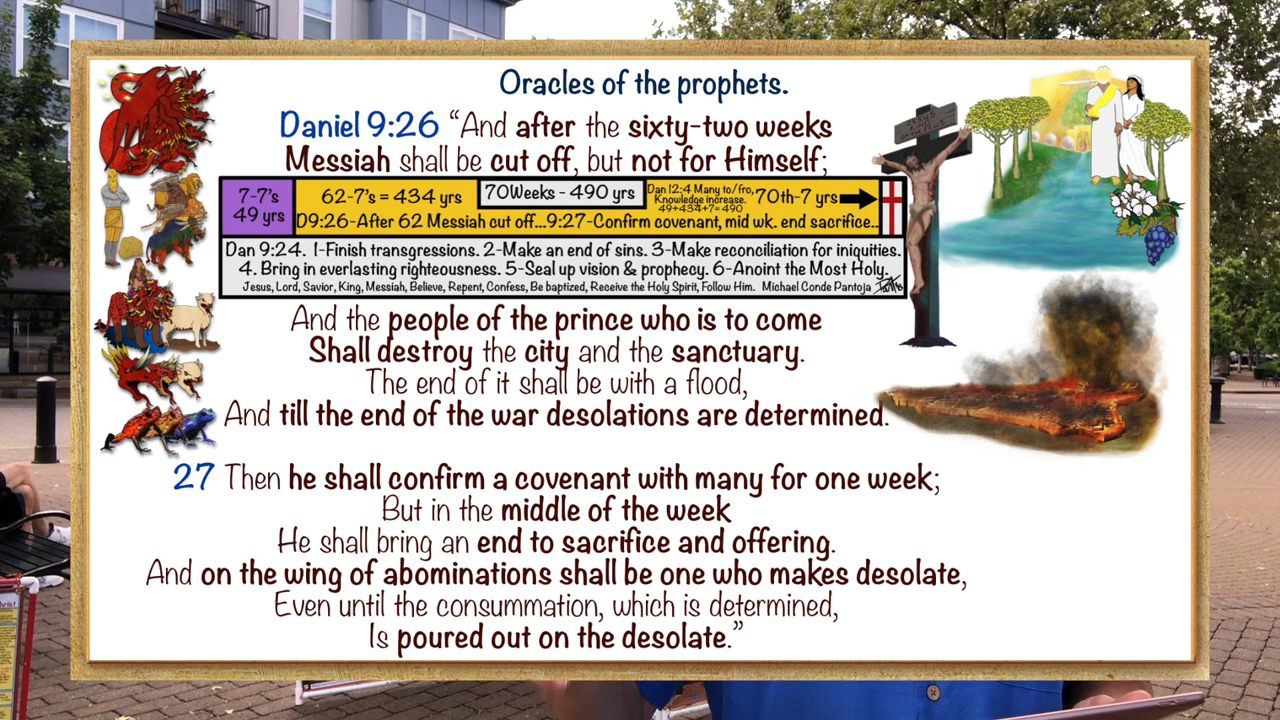 Oracles of the prophets.
Daniel 9:26 “And after the sixty-two weeks
Messiah shall be cut off, but not for Himself;
7-7's
49 yrs
62-7's = 434 yrs
70Weeks - 490 yrs
Dan 12:4 Many to/fro,
Knowledge increase.
49+434+7=490
70th-7 yrs
D9:26-After 62 Messiah cut off...9:27-Confirm covenant, mid wk. end sacrifice..
Dan 9:24. 1-Finish transgressions. 2-Make an end of sins. 3-Make reconciliation for iniquities.
4. Bring in everlasting righteousness. 5-Seal up vision & prophecy. 6-Anoint the Most Holy.
Jesus, Lord, Savior, King, Messiah, Believe, Repent, Confess, Be baptized, Receive the Holy Spirit, Follow Him. Michael Conde Pantoja
And the people of the prince who is to come
Shall destroy the city and the sanctuary.
The end of it shall be with a flood,
And till the end of the war desolations are determined.
27 Then he shall confirm a covenant with many for one week;
But in the middle of the week
He shall bring an end to sacrifice and offering.
And on the wing of abominations shall be one who makes desolate,
Even until the consummation, which is determined,
Is poured out on the desolate.”